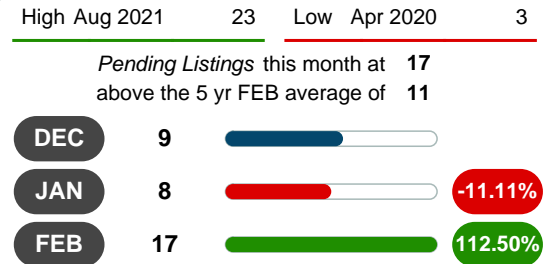 High Aug 2021 23 Low Apr 2020 3
Pending Listings this month at 17
above the 5 yr FEB average of 11
DEC 9
JAN 8 -11.11%
FEB 17 112.50%